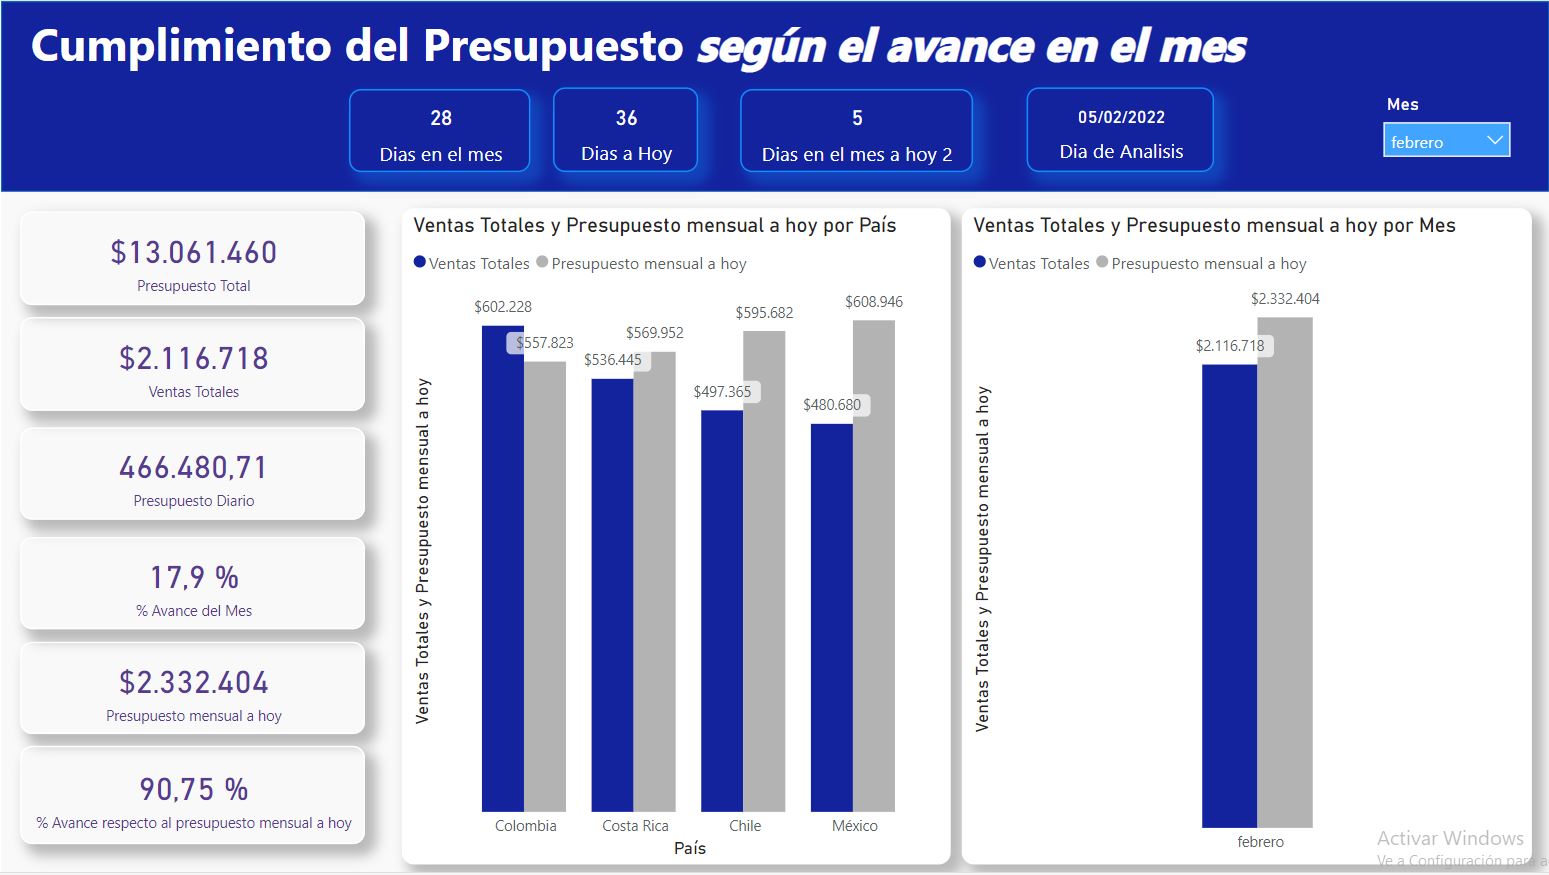 Cumplimiento del Presupuesto según el avance en el mes
28
Dias en el mes
36
Dias a Hoy
5
Dias en el mes a hoy 2
05/02/2022
Dia de Analisis
Mes
febrero
$13.061.460
Presupuesto Total
$2.116.718
Ventas Totales
466.480,71
Presupuesto Diario
17,9 %
% Avance del Mes
$2.332.404
Presupuesto mensual a hoy
90,75 %
% Avance respecto al presupuesto mensual a hoy
Ventas Totales y Presupuesto mensual a hoy por País
Ventas Totales Presupuesto mensual a hoy
Ventas Totales y Presupuesto mensual a hoy
$602.228
$557.823
$536.445
$569.952
$497.365
$595.682
$480.680
$608.946
Colombia Costa Rica Chile México
País
Ventas Totales y Presupuesto mensual a hoy por Mes
Ventas Totales Presupuesto mensual a hoy
Ventas Totales y Presupuesto mensual a hoy
$2.116.718
$2.332.404
febrero
Activar Windows
Ve a Configuración para a